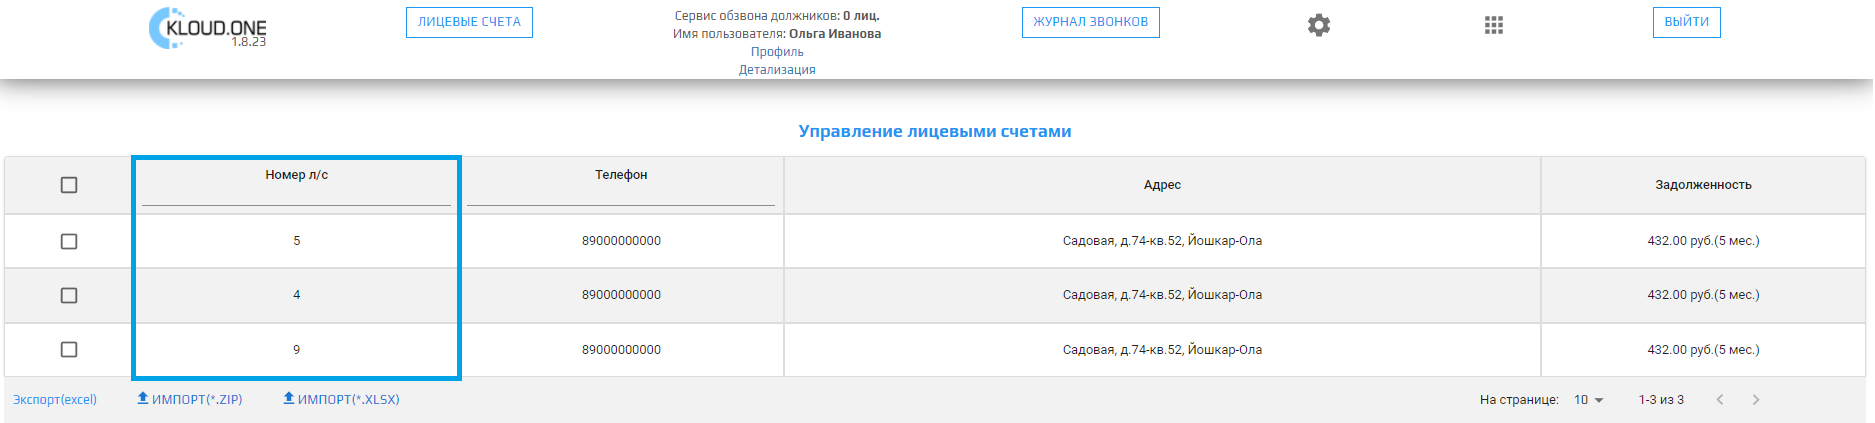 KLOUD.ONE
1.8.23
ЛИЦЕВЫЕ СЧЕТА
Сервис обзвона должников: 0 лиц.
Имя пользователя: Ольга Иванова
Профиль
Детализация
ЖУРНАЛ ЗВОНКОВ
ВЫЙТИ
Управление лицевыми счетами
Номер л/с Телефон Адрес Задолженность
5 89000000000 Садовая, д.74-кв.52, Йошкар-Ола 432.00 руб.(5 мес.)
4 89000000000 Садовая, д.74-кв.52, Йошкар-Ола 432.00 руб.(5 мес.)
9 89000000000 Садовая, д.74-кв.52, Йошкар-Ола 432.00 руб.(5 мес.)
Экспорт(excel) ИМПОРТ(*.ZIP) ИМПОРТ(*.XLSX) На странице: 10 1-3 из 3